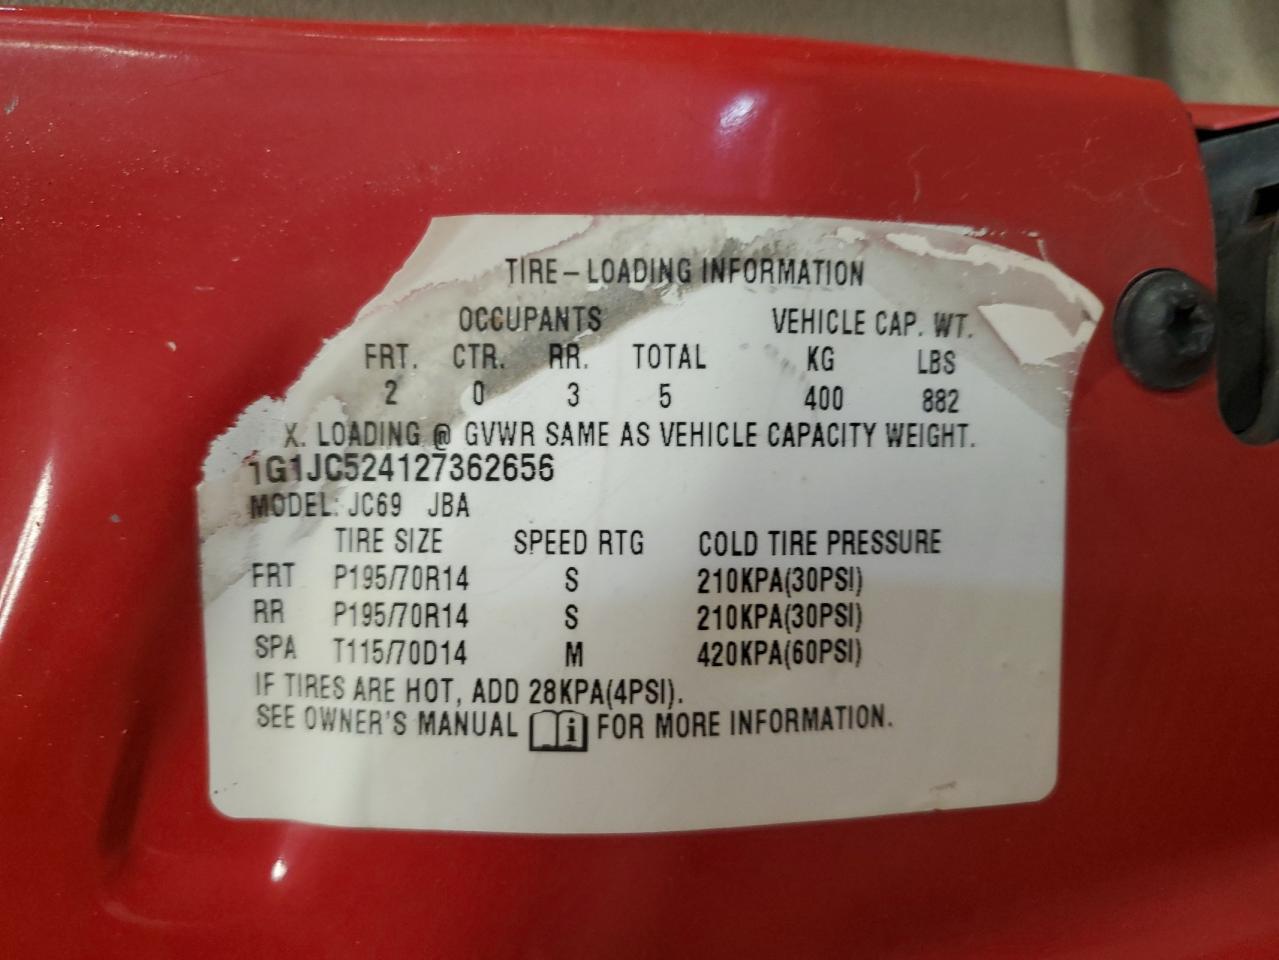 TIRE – LOADING INFORMATION
OCCUPANTS VEHICLE CAP. WT.
FRT. CTR. RR. TOTAL KG LBS
2 0 3 5 400 882
X. LOADING @ GVWR SAME AS VEHICLE CAPACITY WEIGHT.
1G1JC524127362656
MODEL: JC69 JBA
TIRE SIZE SPEED RTG COLD TIRE PRESSURE
FRT P195/70R14 S 210KPA(30PSI)
RR P195/70R14 S 210KPA(30PSI)
SPA T115/70D14 M 420KPA(60PSI)
IF TIRES ARE HOT, ADD 28KPA(4PSI).
SEE OWNER'S MANUAL i FOR MORE INFORMATION.